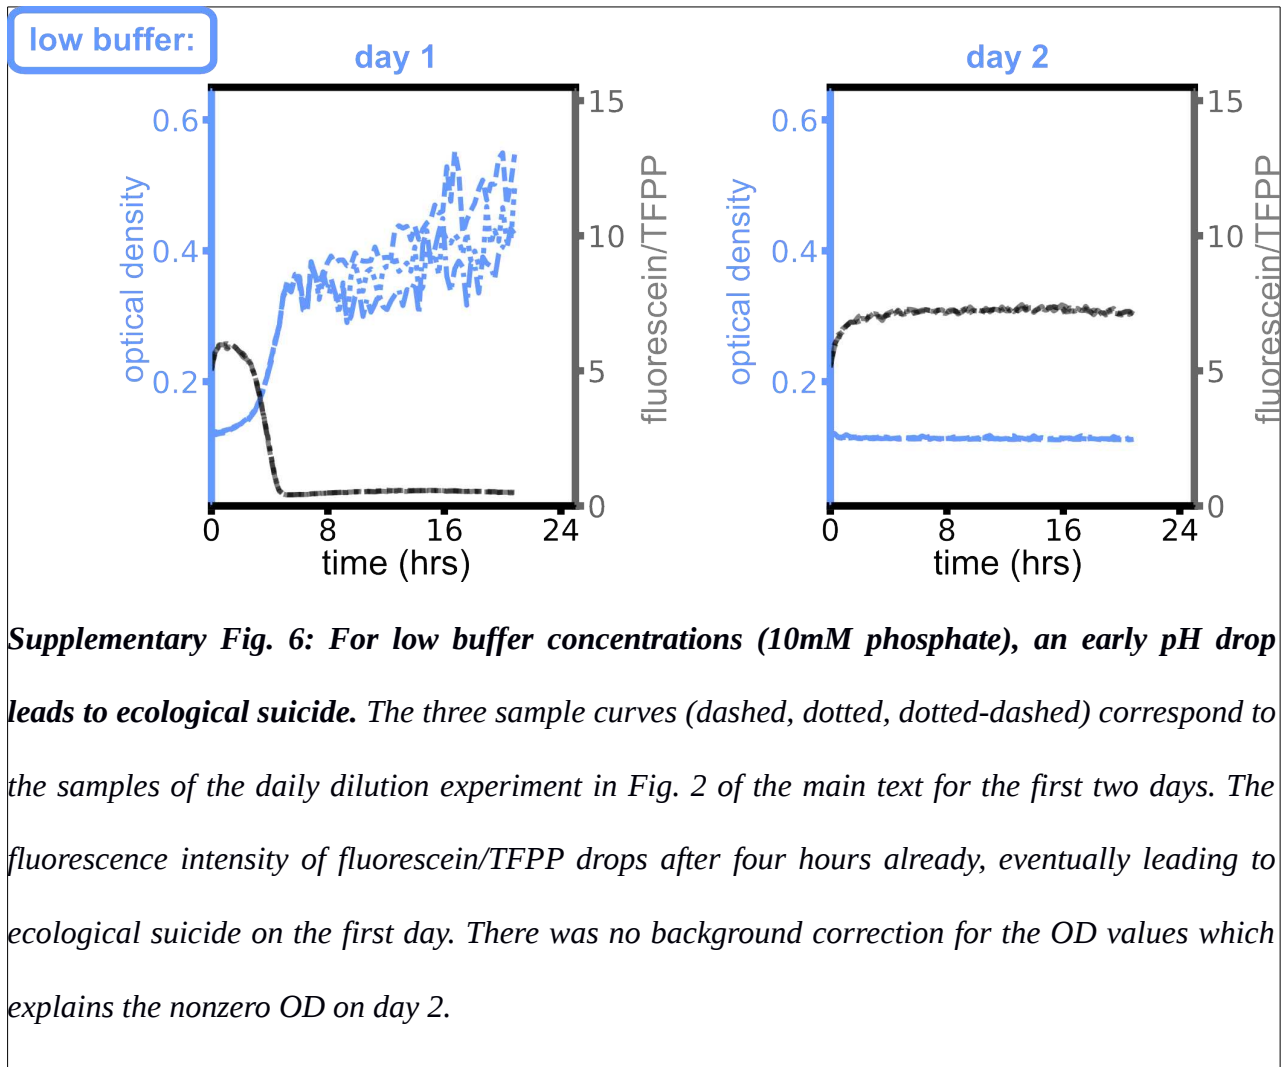 low buffer:
day 1
day 2
0.6
0.4
0.2
optical density
15
10
5
0
fluorescein/TFPP
0 8 16 24
time (hrs)
0.6
0.4
0.2
optical density
15
10
5
0
fluorescein/TFPP
0 8 16 24
time (hrs)
Supplementary Fig. 6: For low buffer concentrations (10mM phosphate), an early pH drop
leads to ecological suicide. The three sample curves (dashed, dotted, dotted-dashed) correspond to
the samples of the daily dilution experiment in Fig. 2 of the main text for the first two days. The
fluorescence intensity of fluorescein/TFPP drops after four hours already, eventually leading to
ecological suicide on the first day. There was no background correction for the OD values which
explains the nonzero OD on day 2.